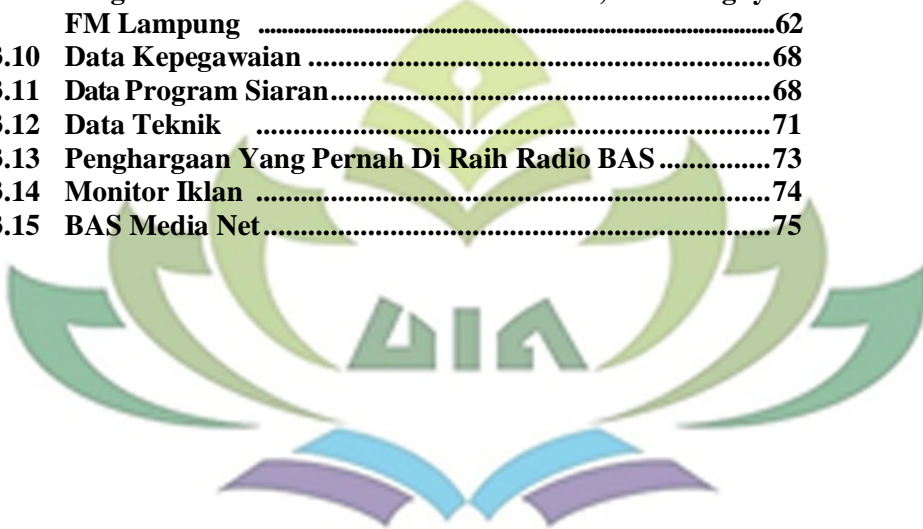 FM Lampung ........................................................................................62
3.10 Data Kepegawaian ......................................................................68
3.11 Data Program Siaran...................................................................68
3.12 Data Teknik ..............................................................................71
3.13 Penghargaan Yang Pernah Di Raih Radio BAS ...............73
3.14 Monitor Iklan ..............................................................................74
3.15 BAS Media Net.............................................................................75
UIN